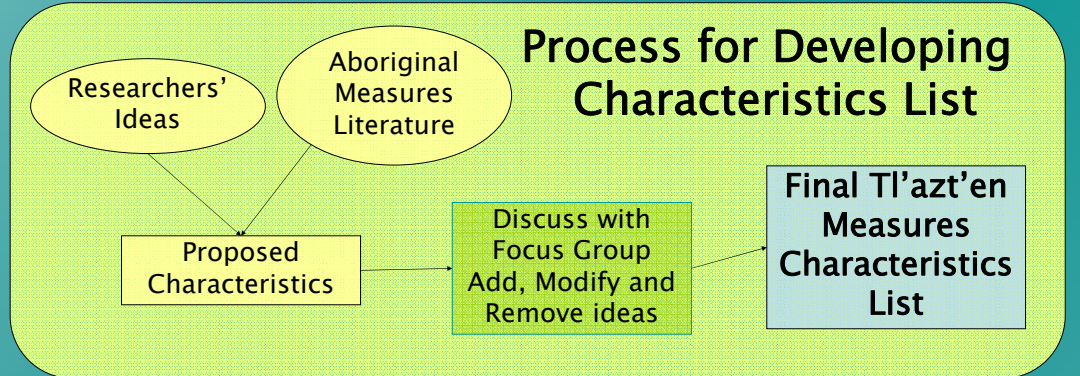 Process for Developing
Characteristics List
Researchers’
Ideas
Aboriginal
Measures
Literature
Proposed
Characteristics
Discuss with
Focus Group
Add, Modify and
Remove ideas
Final Tl’azt’en
Measures
Characteristics
List